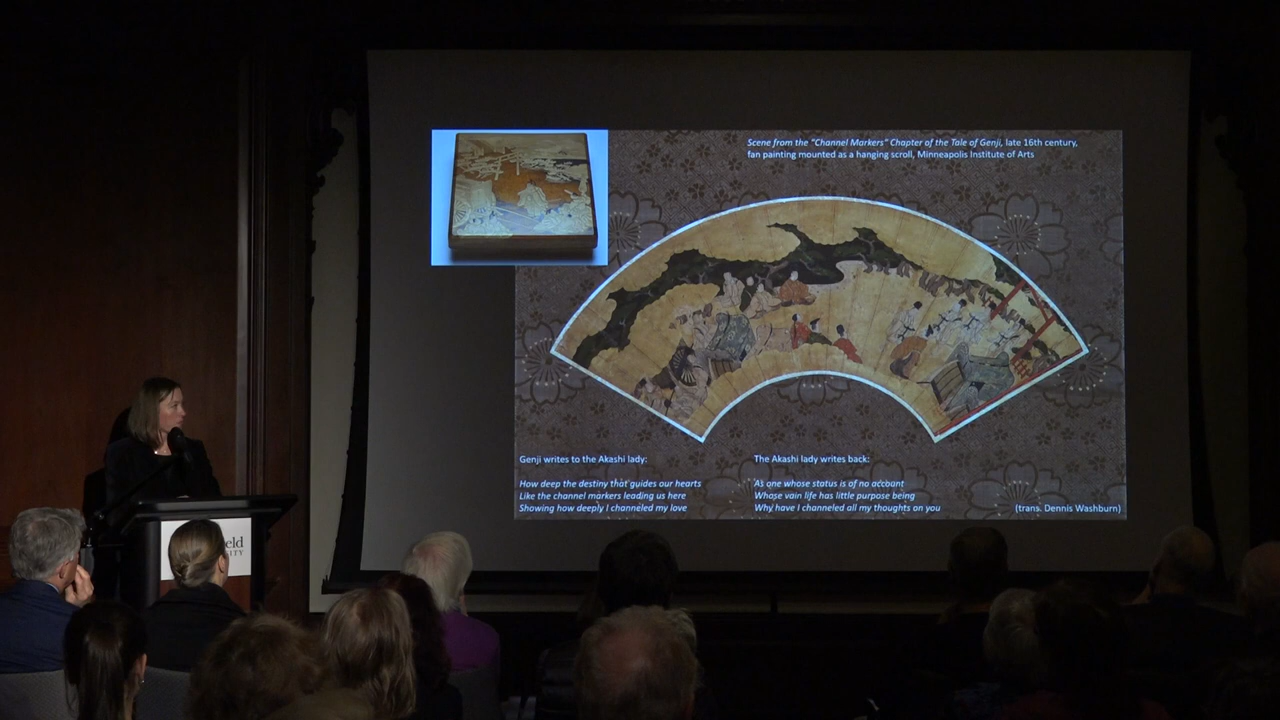 Scene from the "Channel Markers" Chapter of the Tale of Genji, late 16th century,
fan painting mounted as a hanging scroll, Minneapolis Institute of Arts
Genji writes to the Akashi lady:
How deep the destiny that guides our hearts
Like the channel markers leading us here
Showing how deeply I channeled my love
The Akashi lady writes back:
As one whose status is of no account
Whose vain life has little purpose being
Why have I channeled all my thoughts on you
(trans. Dennis Washburn)